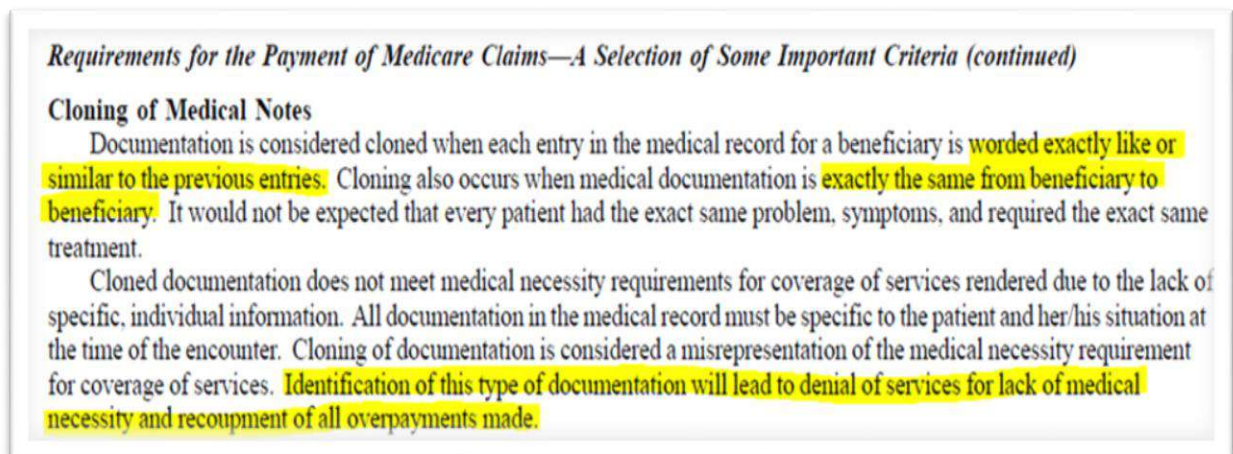 Requirements for the Payment of Medicare Claims—A Selection of Some Important Criteria (continued)
Cloning of Medical Notes
Documentation is considered cloned when each entry in the medical record for a beneficiary is worded exactly like or
similar to the previous entries. Cloning also occurs when medical documentation is exactly the same from beneficiary to
beneficiary. It would not be expected that every patient had the exact same problem, symptoms, and required the exact same
treatment.
Cloned documentation does not meet medical necessity requirements for coverage of services rendered due to the lack of
specific, individual information. All documentation in the medical record must be specific to the patient and her/his situation at
the time of the encounter. Cloning of documentation is considered a misrepresentation of the medical necessity requirement
for coverage of services. Identification of this type of documentation will lead to denial of services for lack of medical
necessity and recoupment of all overpayments made.